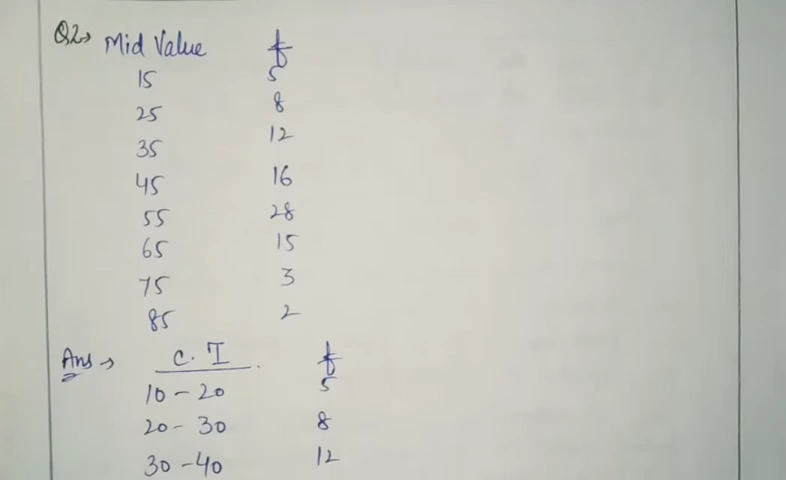 Q2→ Mid Value f
15 5
25 8
35 12
45 16
55 28
65 15
75 3
85 2
Ans → C. I f
10 - 20 5
20 - 30 8
30 - 40 12